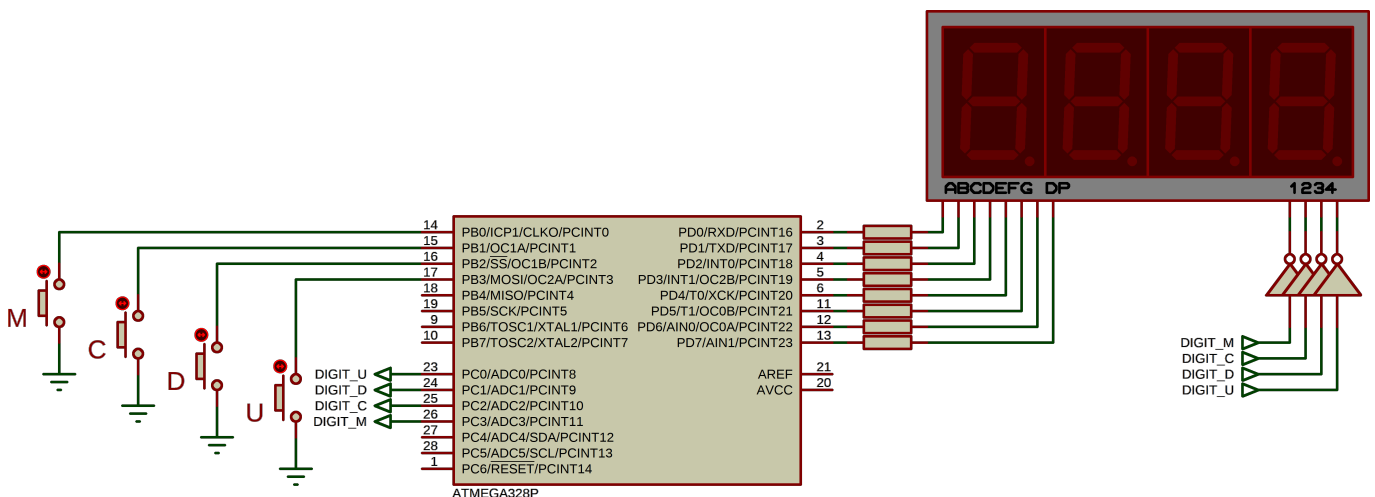 ABCDEFG DP
1234
14 PB0/ICP1/CLKO/PCINT0
15 PB1/OC1A/PCINT1
16 PB2/SS/OC1B/PCINT2
17 PB3/MOSI/OC2A/PCINT3
18 PB4/MISO/PCINT4
19 PB5/SCK/PCINT5
9 PB6/TOSC1/XTAL1/PCINT6
10 PB7/TOSC2/XTAL2/PCINT7
PD0/RXD/PCINT16 2
PD1/TXD/PCINT17 3
PD2/INT0/PCINT18 4
PD3/INT1/OC2B/PCINT19 5
PD4/T0/XCK/PCINT20 6
PD5/T1/OC0B/PCINT21 11
PD6/AIN0/OC0A/PCINT22 12
PD7/AIN1/PCINT23 13
M
C
D
U
DIGIT_U 23 PC0/ADC0/PCINT8
DIGIT_D 24 PC1/ADC1/PCINT9
DIGIT_C 25 PC2/ADC2/PCINT10
DIGIT_M 26 PC3/ADC3/PCINT11
27 PC4/ADC4/SDA/PCINT12
28 PC5/ADC5/SCL/PCINT13
1 PC6/RESET/PCINT14
AREF 21
AVCC 20
DIGIT_M
DIGIT_C
DIGIT_D
DIGIT_U
ATMEGA328P